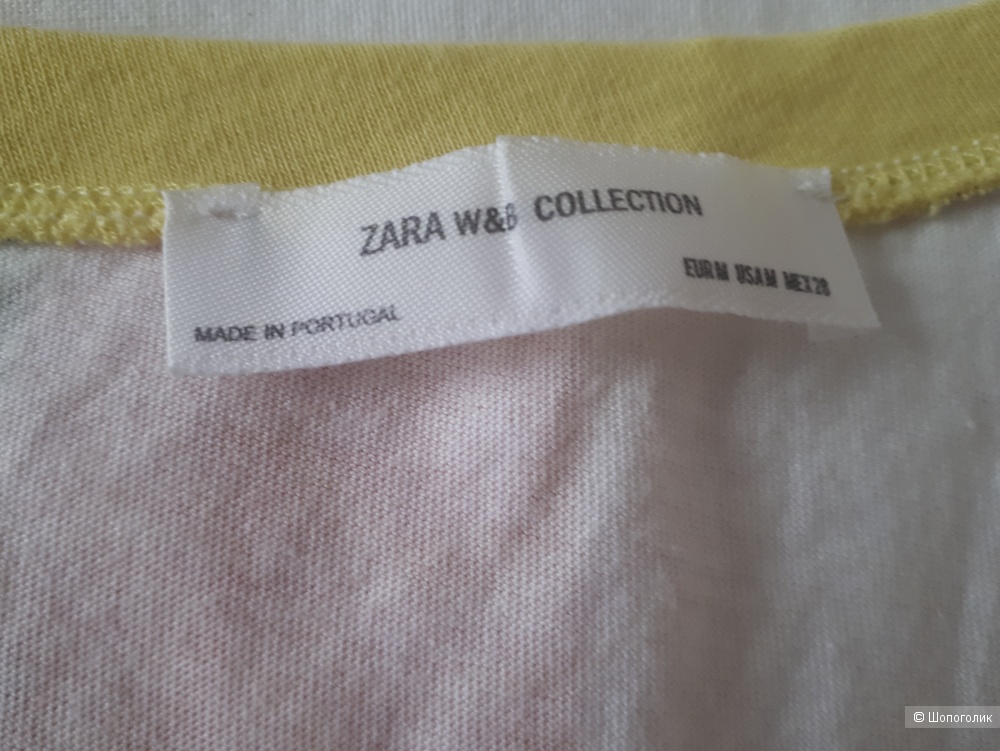 ZARA W&B COLLECTION
EUR M USA M MEX 28
MADE IN PORTUGAL
© Шопоголик